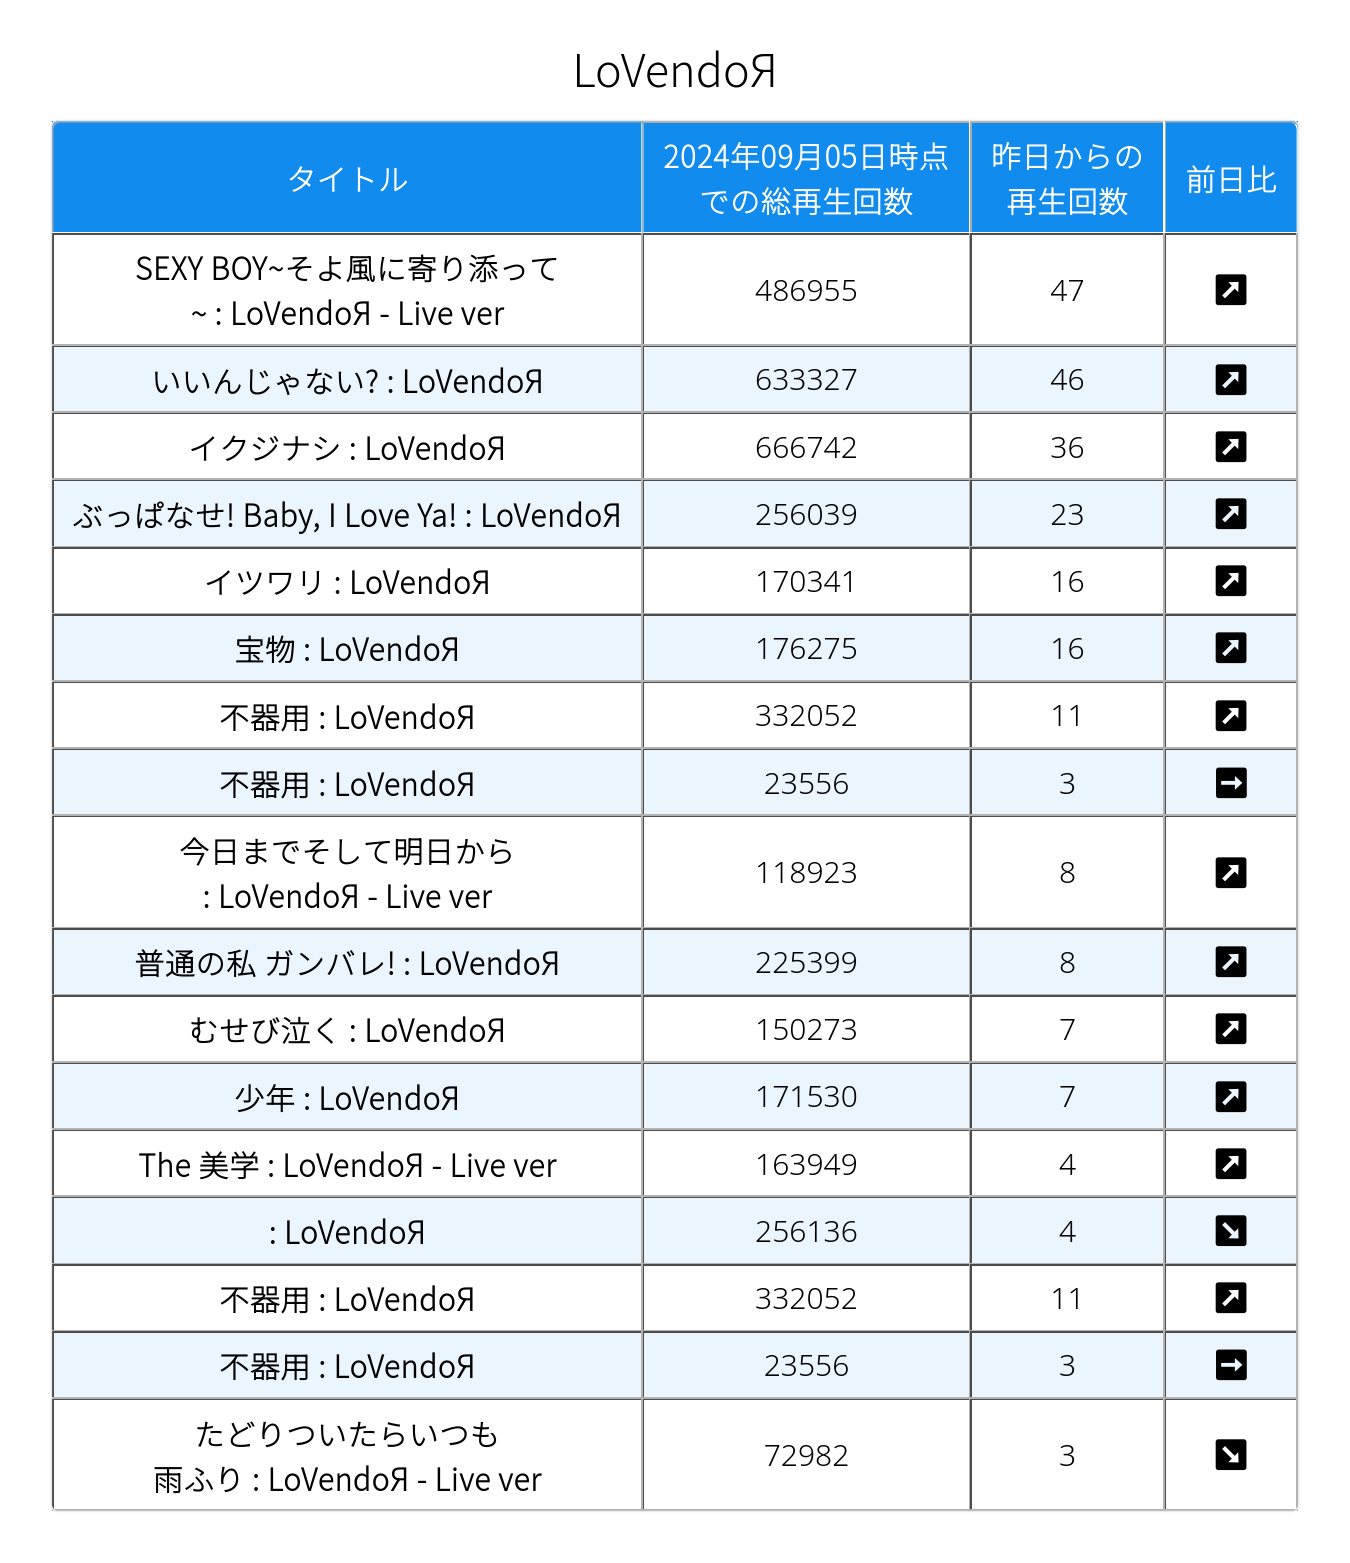 LoVendoЯ
タイトル
2024年09月05日時点
での総再生回数
昨日からの
再生回数
前日比
SEXY BOY~そよ風に寄り添って
~ : LoVendoЯ - Live ver
486955
47
いいんじゃない? : LoVendoЯ
633327
46
イクジナシ : LoVendoЯ
666742
36
ぶっぱなせ! Baby, I Love Ya! : LoVendoЯ
256039
23
イツワリ : LoVendoЯ
170341
16
宝物 : LoVendoЯ
176275
16
不器用 : LoVendoЯ
332052
11
不器用 : LoVendoЯ
23556
3
今日までそして明日から
: LoVendoЯ - Live ver
118923
8
普通の私 ガンバレ! : LoVendoЯ
225399
8
むせび泣く : LoVendoЯ
150273
7
少年 : LoVendoЯ
171530
7
The 美学 : LoVendoЯ - Live ver
163949
4
: LoVendoЯ
256136
4
不器用 : LoVendoЯ
332052
11
不器用 : LoVendoЯ
23556
3
たどりついたらいつも
雨ふり : LoVendoЯ - Live ver
72982
3